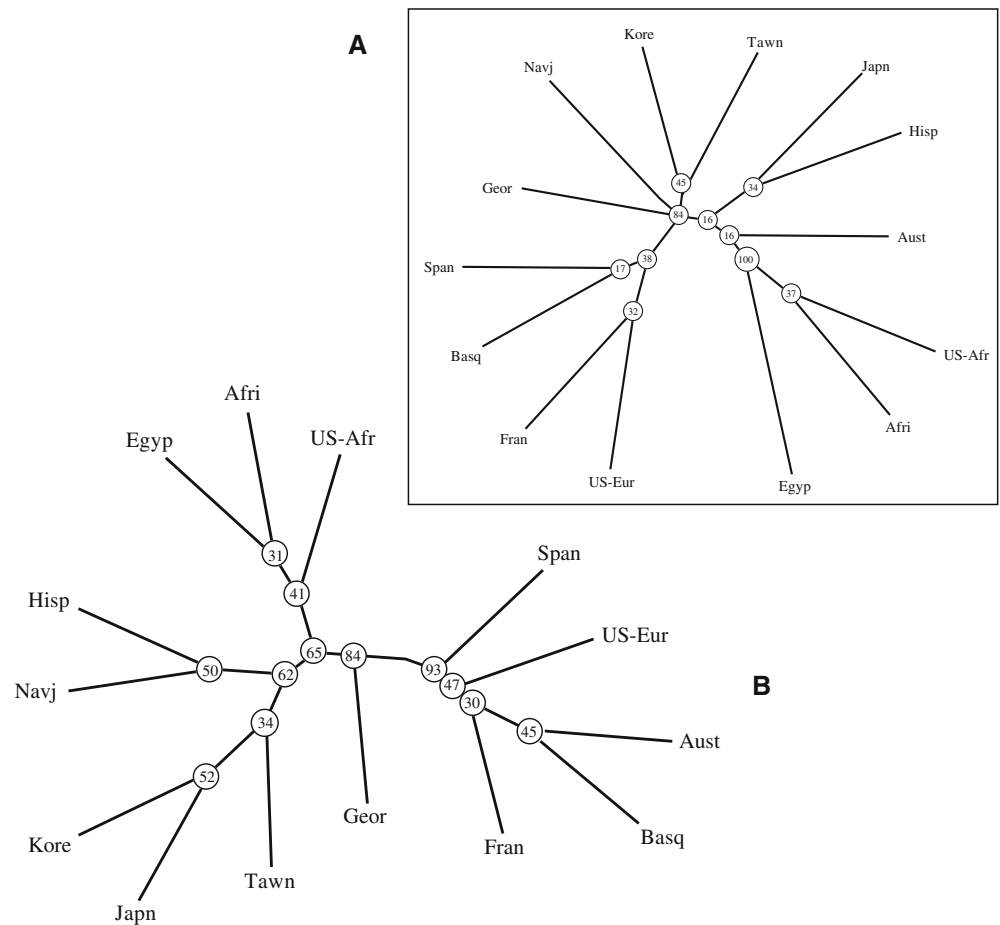 A
Kore
Tawn
Navj
Japn
Hisp
45
34
Geor
84
16
16
Aust
Span
17
38
100
37
32
Basq
US-Afr
Afri
Fran
US-Eur
Egyp
Afri
Egyp
US-Afr
31
Span
41
Hisp
US-Eur
65
84
93
50
62
47
B
Navj
30
34
45
Aust
52
Geor
Basq
Kore
Fran
Tawn
Japn